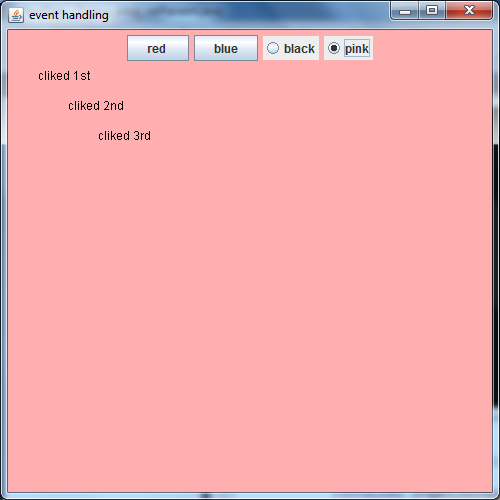 event handling
red blue black pink
cliked 1st
cliked 2nd
cliked 3rd